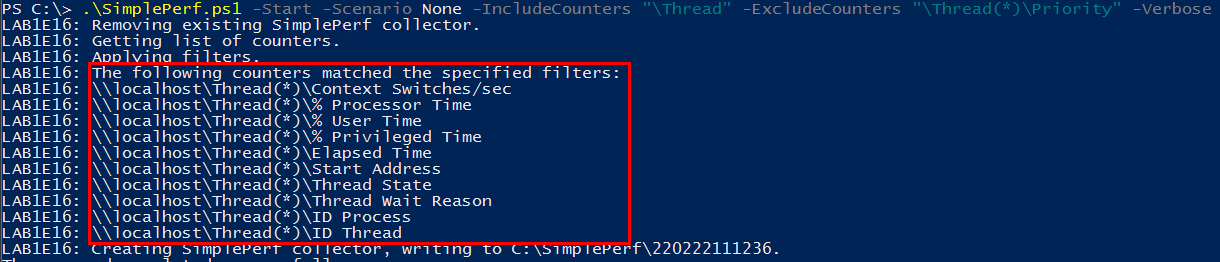 PS C:\> .\SimplePerf.ps1 -Start -Scenario None -IncludeCounters "\Thread" -ExcludeCounters "\Thread(*)\Priority" -Verbose
LAB1E16: Removing existing SimplePerf collector.
LAB1E16: Getting list of counters.
LAB1E16: Applying filters.
LAB1E16: The following counters matched the specified filters:
LAB1E16: \\localhost\Thread(*)\Context Switches/sec
LAB1E16: \\localhost\Thread(*)\% Processor Time
LAB1E16: \\localhost\Thread(*)\% User Time
LAB1E16: \\localhost\Thread(*)\% Privileged Time
LAB1E16: \\localhost\Thread(*)\Elapsed Time
LAB1E16: \\localhost\Thread(*)\Start Address
LAB1E16: \\localhost\Thread(*)\Thread State
LAB1E16: \\localhost\Thread(*)\Thread Wait Reason
LAB1E16: \\localhost\Thread(*)\ID Process
LAB1E16: \\localhost\Thread(*)\ID Thread
LAB1E16: Creating SimplePerf collector, writing to C:\SimplePerf\220222111236.